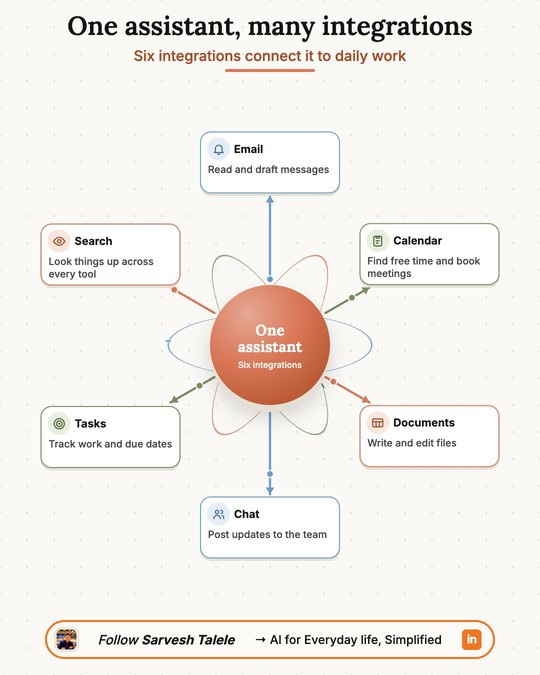 One assistant, many integrations
Six integrations connect it to daily work
Email
Read and draft messages
Search
Look things up across
every tool
Calendar
Find free time and book
meetings
One
assistant
Six integrations
Tasks
Track work and due dates
Documents
Write and edit files
Chat
Post updates to the team
Follow Sarvesh Talele → AI for Everyday life, Simplified in